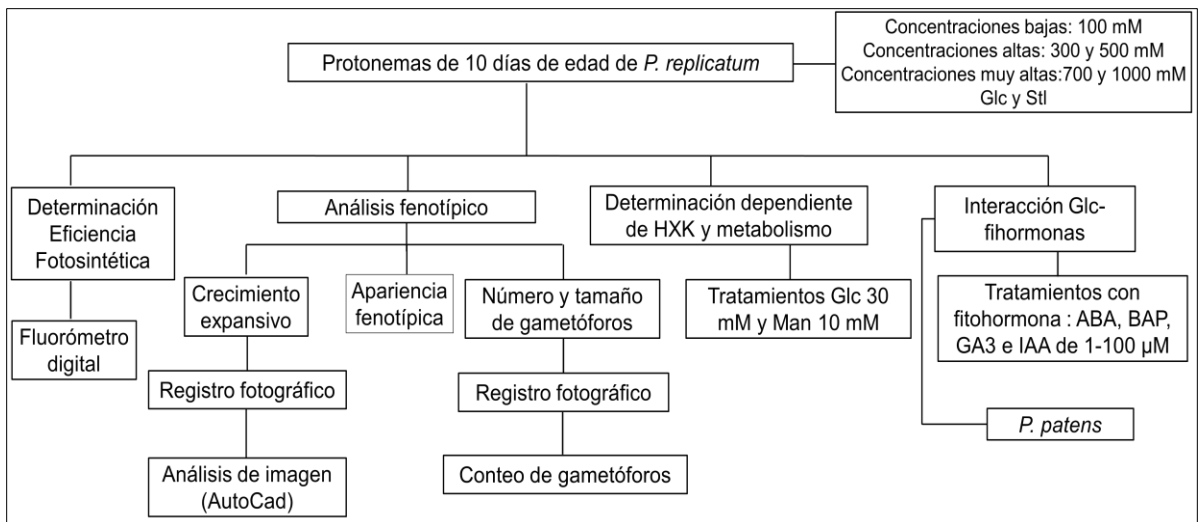 Concentraciones bajas: 100 mM
Concentraciones altas: 300 y 500 mM
Concentraciones muy altas:700 y 1000 mM
Glc y Stl
Protonemas de 10 días de edad de P. replicatum
Determinación
Eficiencia
Fotosintética
Fluorómetro
digital
Análisis fenotípico
Crecimiento
expansivo
Registro fotográfico
Análisis de imagen
(AutoCad)
Apariencia
fenotípica
Número y tamaño
de gametóforos
Registro fotográfico
Conteo de gametóforos
Determinación dependiente
de HXK y metabolismo
Tratamientos Glc 30
mM y Man 10 mM
Interacción Glc-
fihormonas
Tratamientos con
fitohormona : ABA, BAP,
GA3 e IAA de 1-100 µM
P. patens